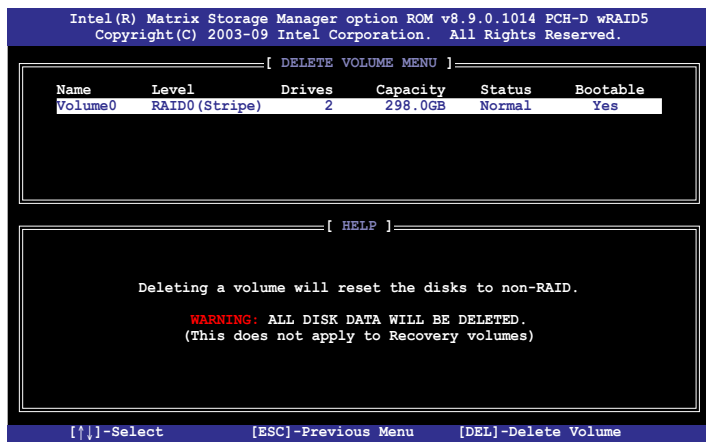 Intel(R) Matrix Storage Manager option ROM v8.9.0.1014 PCH-D wRAID5
Copyright(C) 2003-09 Intel Corporation. All Rights Reserved.
[ DELETE VOLUME MENU ]
Name Level Drives Capacity Status Bootable
Volume0 RAID0(Stripe) 2 298.0GB Normal Yes
[ HELP ]
Deleting a volume will reset the disks to non-RAID.
WARNING: ALL DISK DATA WILL BE DELETED.
(This does not apply to Recovery volumes)
[↑↓]-Select [ESC]-Previous Menu [DEL]-Delete Volume